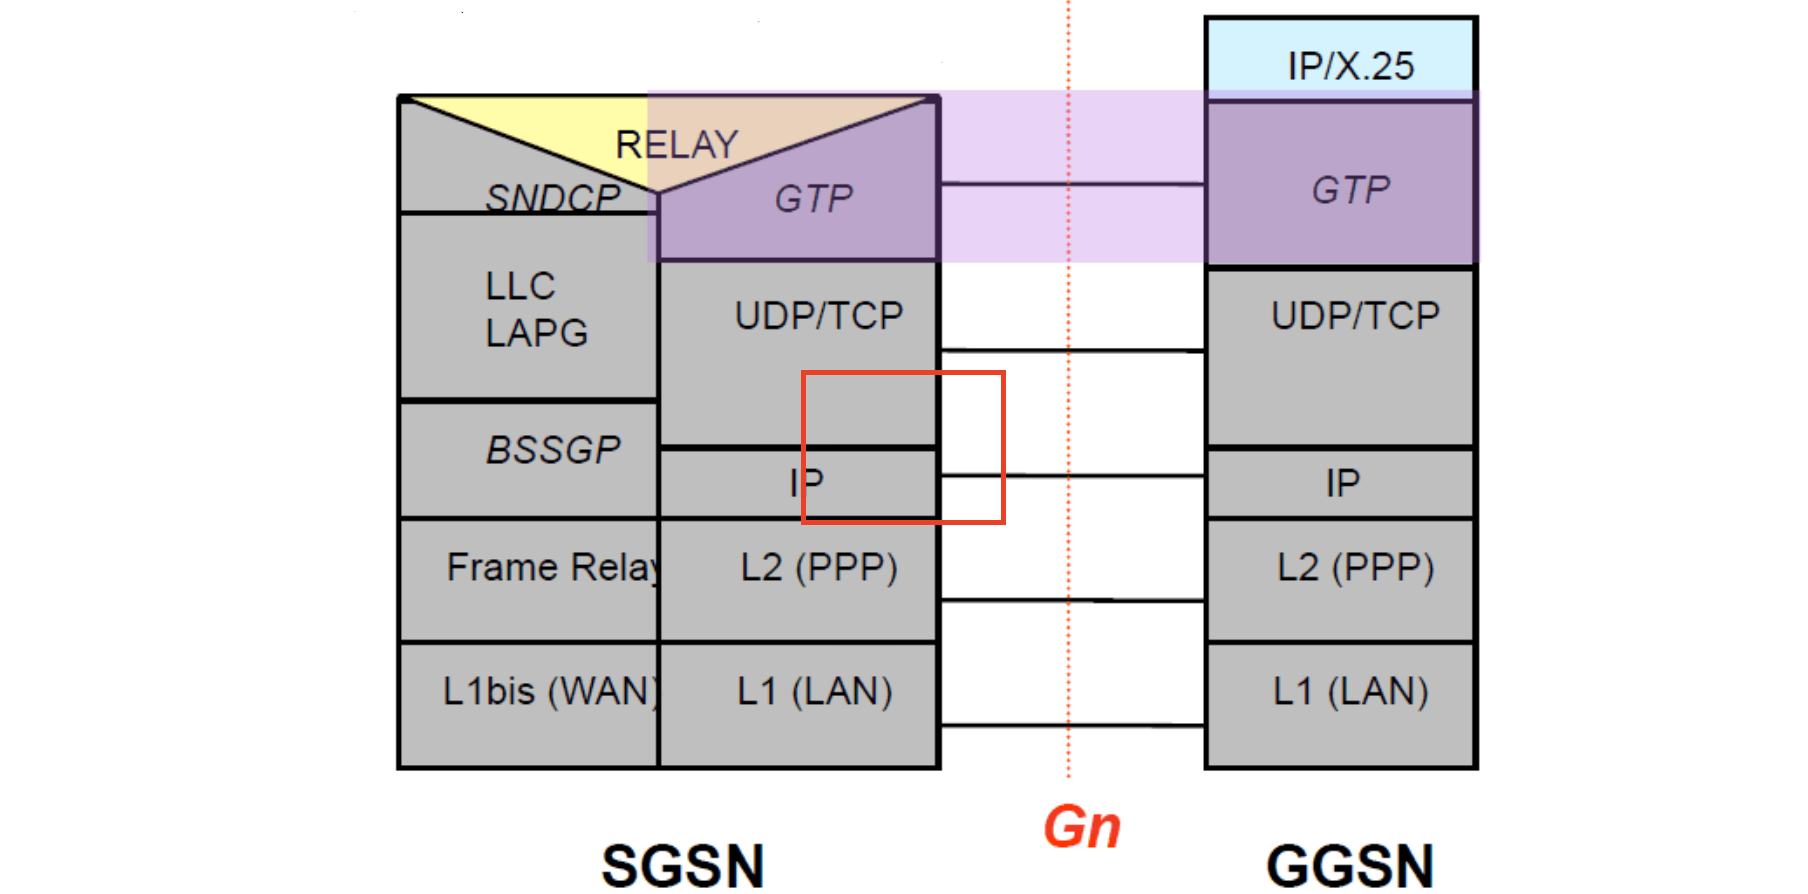 IP/X.25
RELAY
SNDCP
GTP
GTP
LLC
LAPG
UDP/TCP
UDP/TCP
BSSGP
IP
IP
Frame Relay
L2 (PPP)
L2 (PPP)
L1bis (WAN)
L1 (LAN)
L1 (LAN)
Gn
SGSN
GGSN